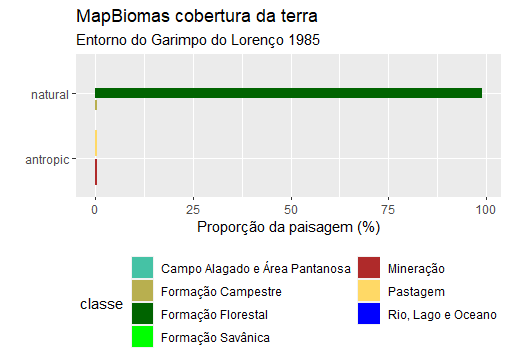 MapBiomas cobertura da terra
Entorno do Garimpo do Lorenço 1985
natural
antropic
0 25 50 75 100
Proporção da paisagem (%)
classe
Campo Alagado e Área Pantanosa
Formação Campestre
Formação Florestal
Formação Savânica
Mineração
Pastagem
Rio, Lago e Oceano